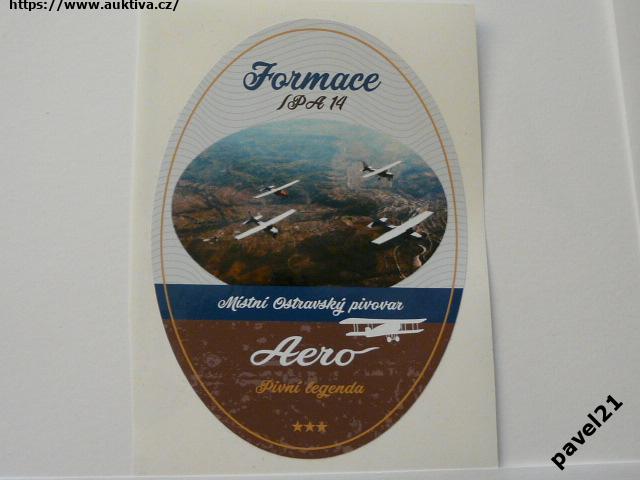 https://www.auktiva.cz/
Formace
IPA 14
Místní Ostravský pivovar
Aero
Pivní legenda
pavel21